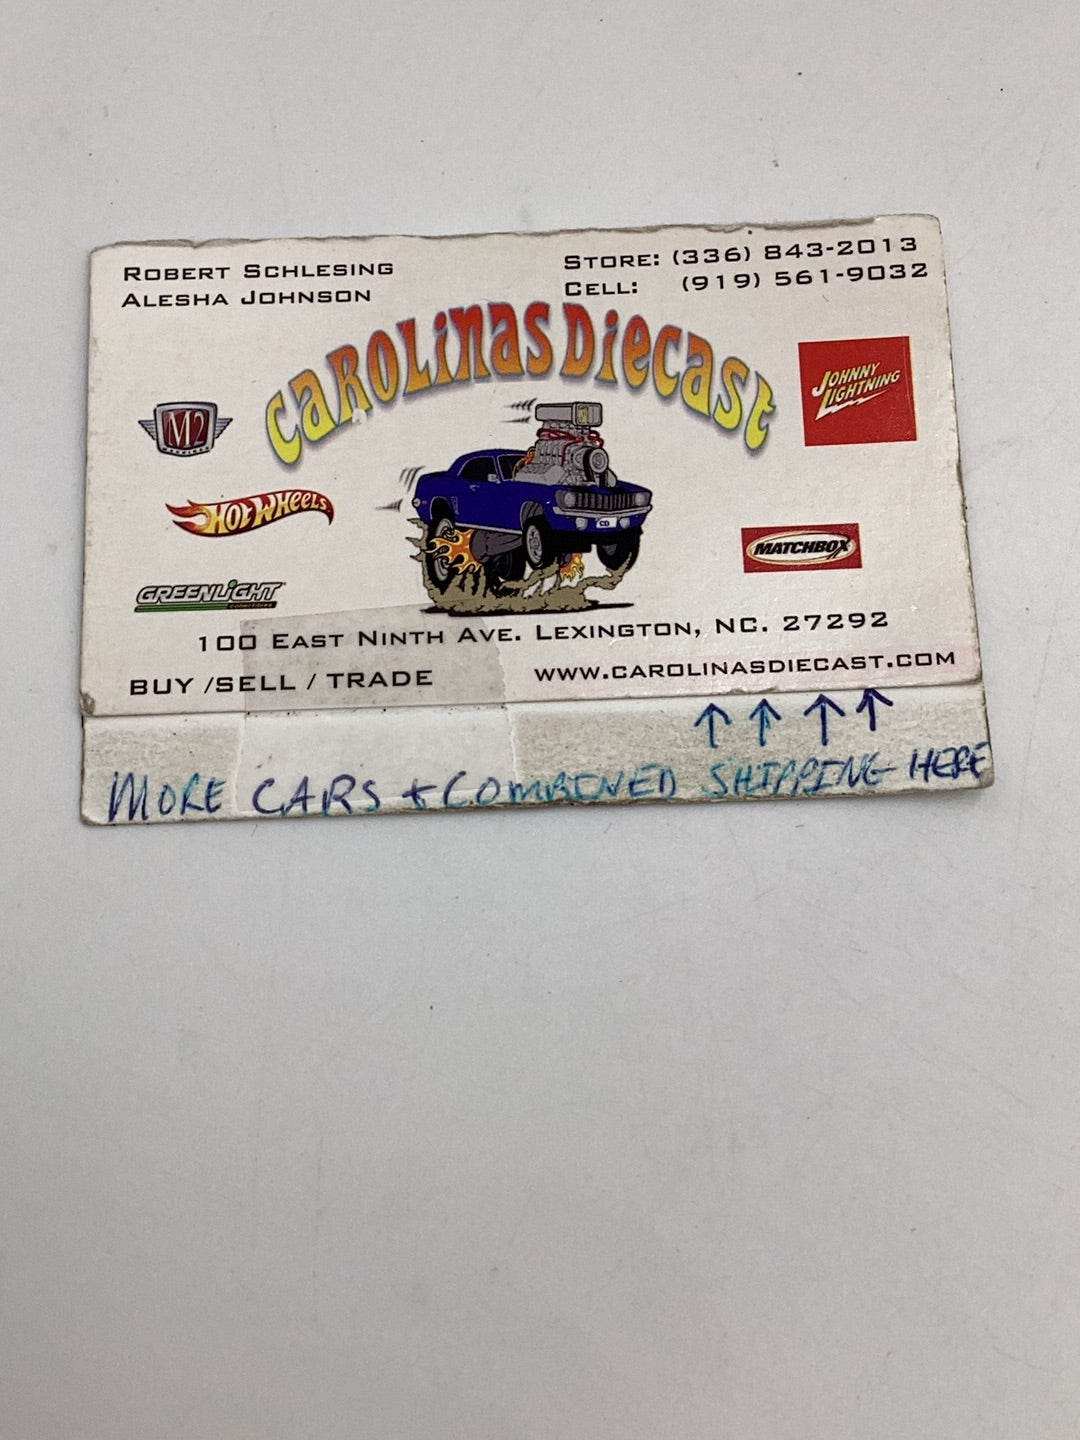 ROBERT SCHLESING
ALESHA JOHNSON
STORE: (336) 843-2013
CELL: (919) 561-9032
CAROLINAS DIECAST
M2
MACHINES
JOHNNY LIGHTNING
HOT WHEELS
MATCHBOX
GREENLIGHT
collectibles
CD
100 EAST NINTH AVE. LEXINGTON, NC. 27292
BUY /SELL / TRADE
WWW.CAROLINASDIECAST.COM
↑ ↑ ↑ ↑
MORE CARS + COMBINED SHIPPING HERE